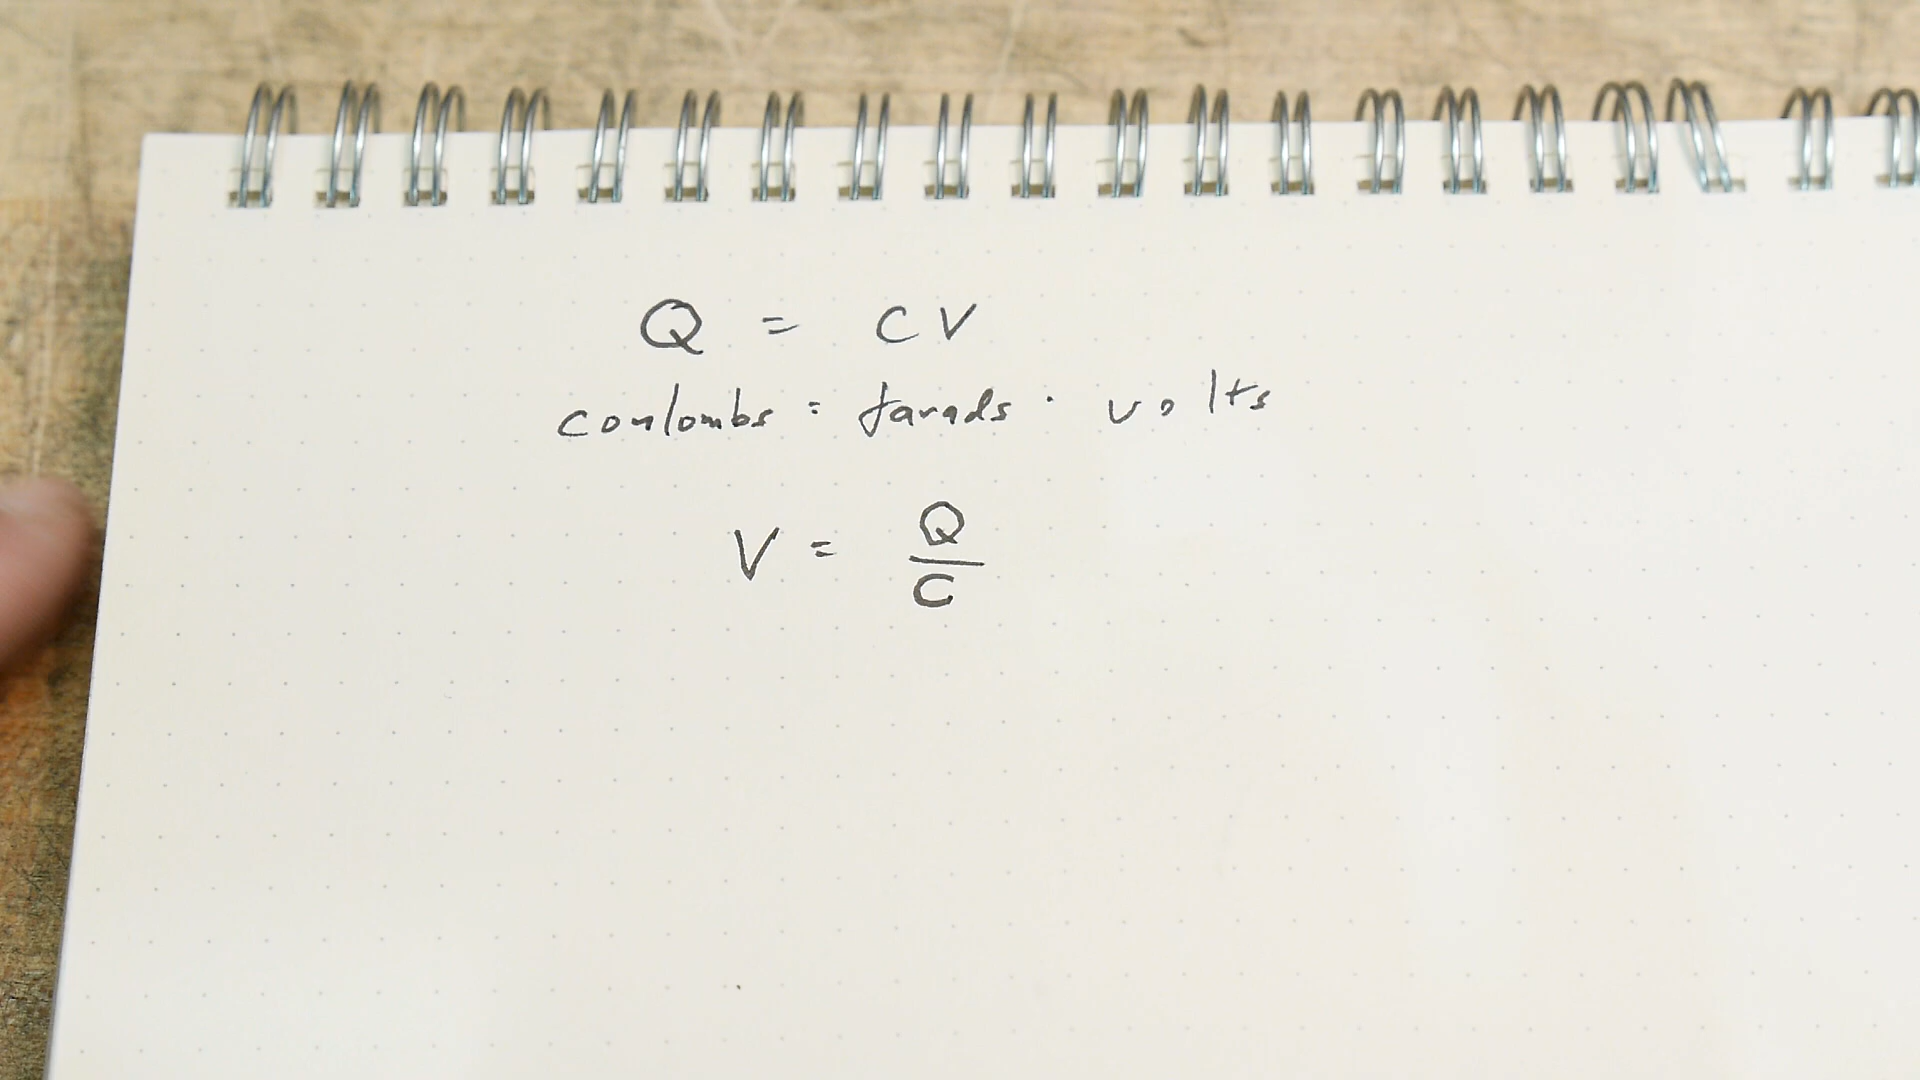 Q = CV
coulombs = farads · volts
V = Q/C